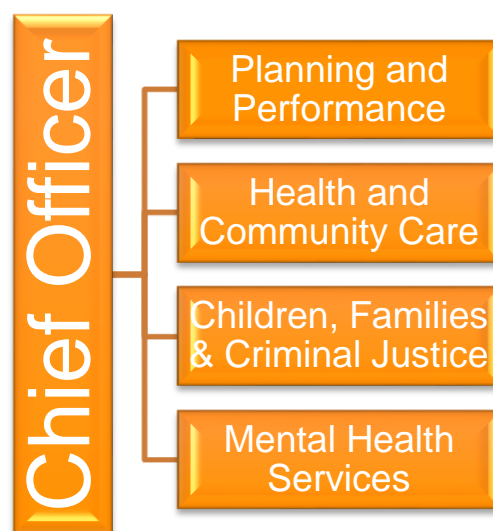 Chief Officer
Planning and
Performance
Health and
Community Care
Children, Families
& Criminal Justice
Mental Health
Services